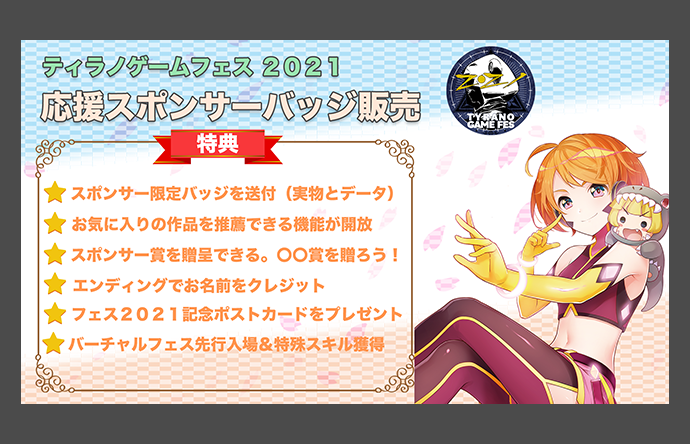 ティラノゲームフェス 2021
応援スポンサーバッジ販売
2021
TYRANO
GAME FES
特典
スポンサー限定バッジを送付（実物とデータ）
お気に入りの作品を推薦できる機能が開放
スポンサー賞を贈呈できる。〇〇賞を贈ろう！
エンディングでお名前をクレジット
フェス２０２１記念ポストカードをプレゼント
バーチャルフェス先行入場＆特殊スキル獲得